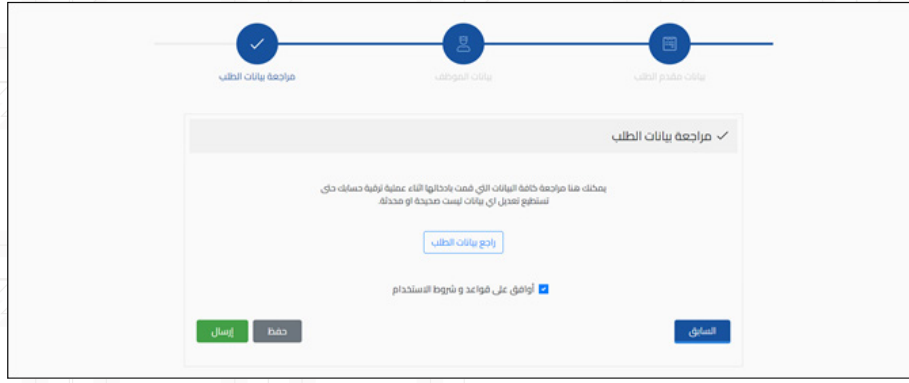 بيانات مقدم الطلب
بيانات الموظف
مراجعة بيانات الطلب
مراجعة بيانات الطلب
يمكنك هنا مراجعة كافة البيانات التي قمت بادخالها اثناء عملية ترقية حسابك حتى
تستطيع تعديل اي بيانات ليست صحيحة او محدثة.
راجع بيانات الطلب
أوافق على قواعد و شروط الاستخدام
السابق
حفظ
إرسال